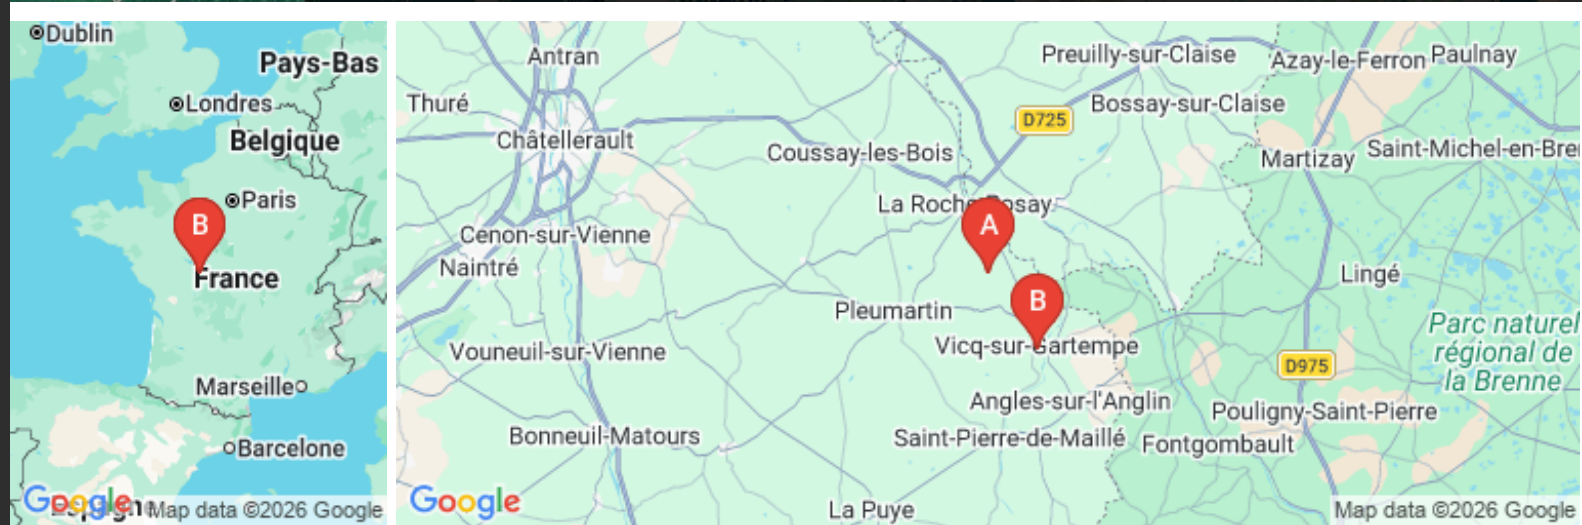 Dublin
Pays-Bas
Londres
Belgique
Paris
B
France
Marseille
Barcelone
Google
Map data ©2026 Google
Antran
Preuilly-sur-Claise
Azay-le-Ferron
Paulnay
Thuré
Bossay-sur-Claise
D725
Châtellerault
Coussay-les-Bois
Martizay
La Roche-Posay
A
Cenon-sur-Vienne
Naintré
Lingé
B
Pleumartin
Parc naturel
régional de
la Brenne
Vicq-sur-Gartempe
Vouneuil-sur-Vienne
D975
Angles-sur-l'Anglin
Pouligny-Saint-Pierre
Bonneuil-Matours
Saint-Pierre-de-Maillé
Fontgombault
Google
La Puye
Map data ©2026 Google